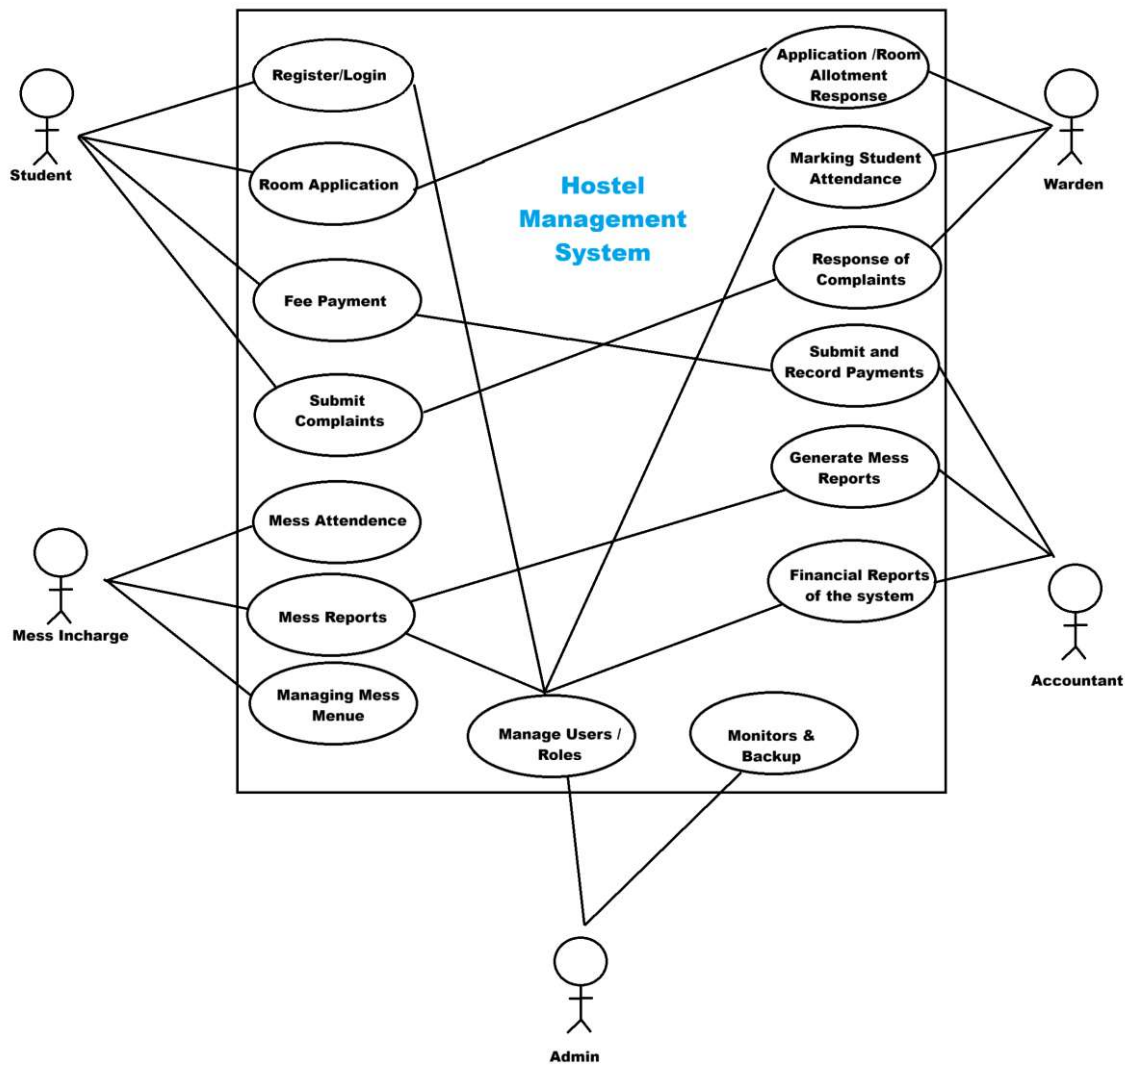 Register/Login
Application /Room
Allotment
Response
Student
Room Application
Hostel
Management
System
Marking Student
Attendance
Warden
Fee Payment
Response of
Complaints
Submit
Complaints
Submit and
Record Payments
Mess Attendence
Generate Mess
Reports
Mess Incharge
Mess Reports
Financial Reports
of the system
Accountant
Managing Mess
Menue
Manage Users /
Roles
Monitors &
Backup
Admin